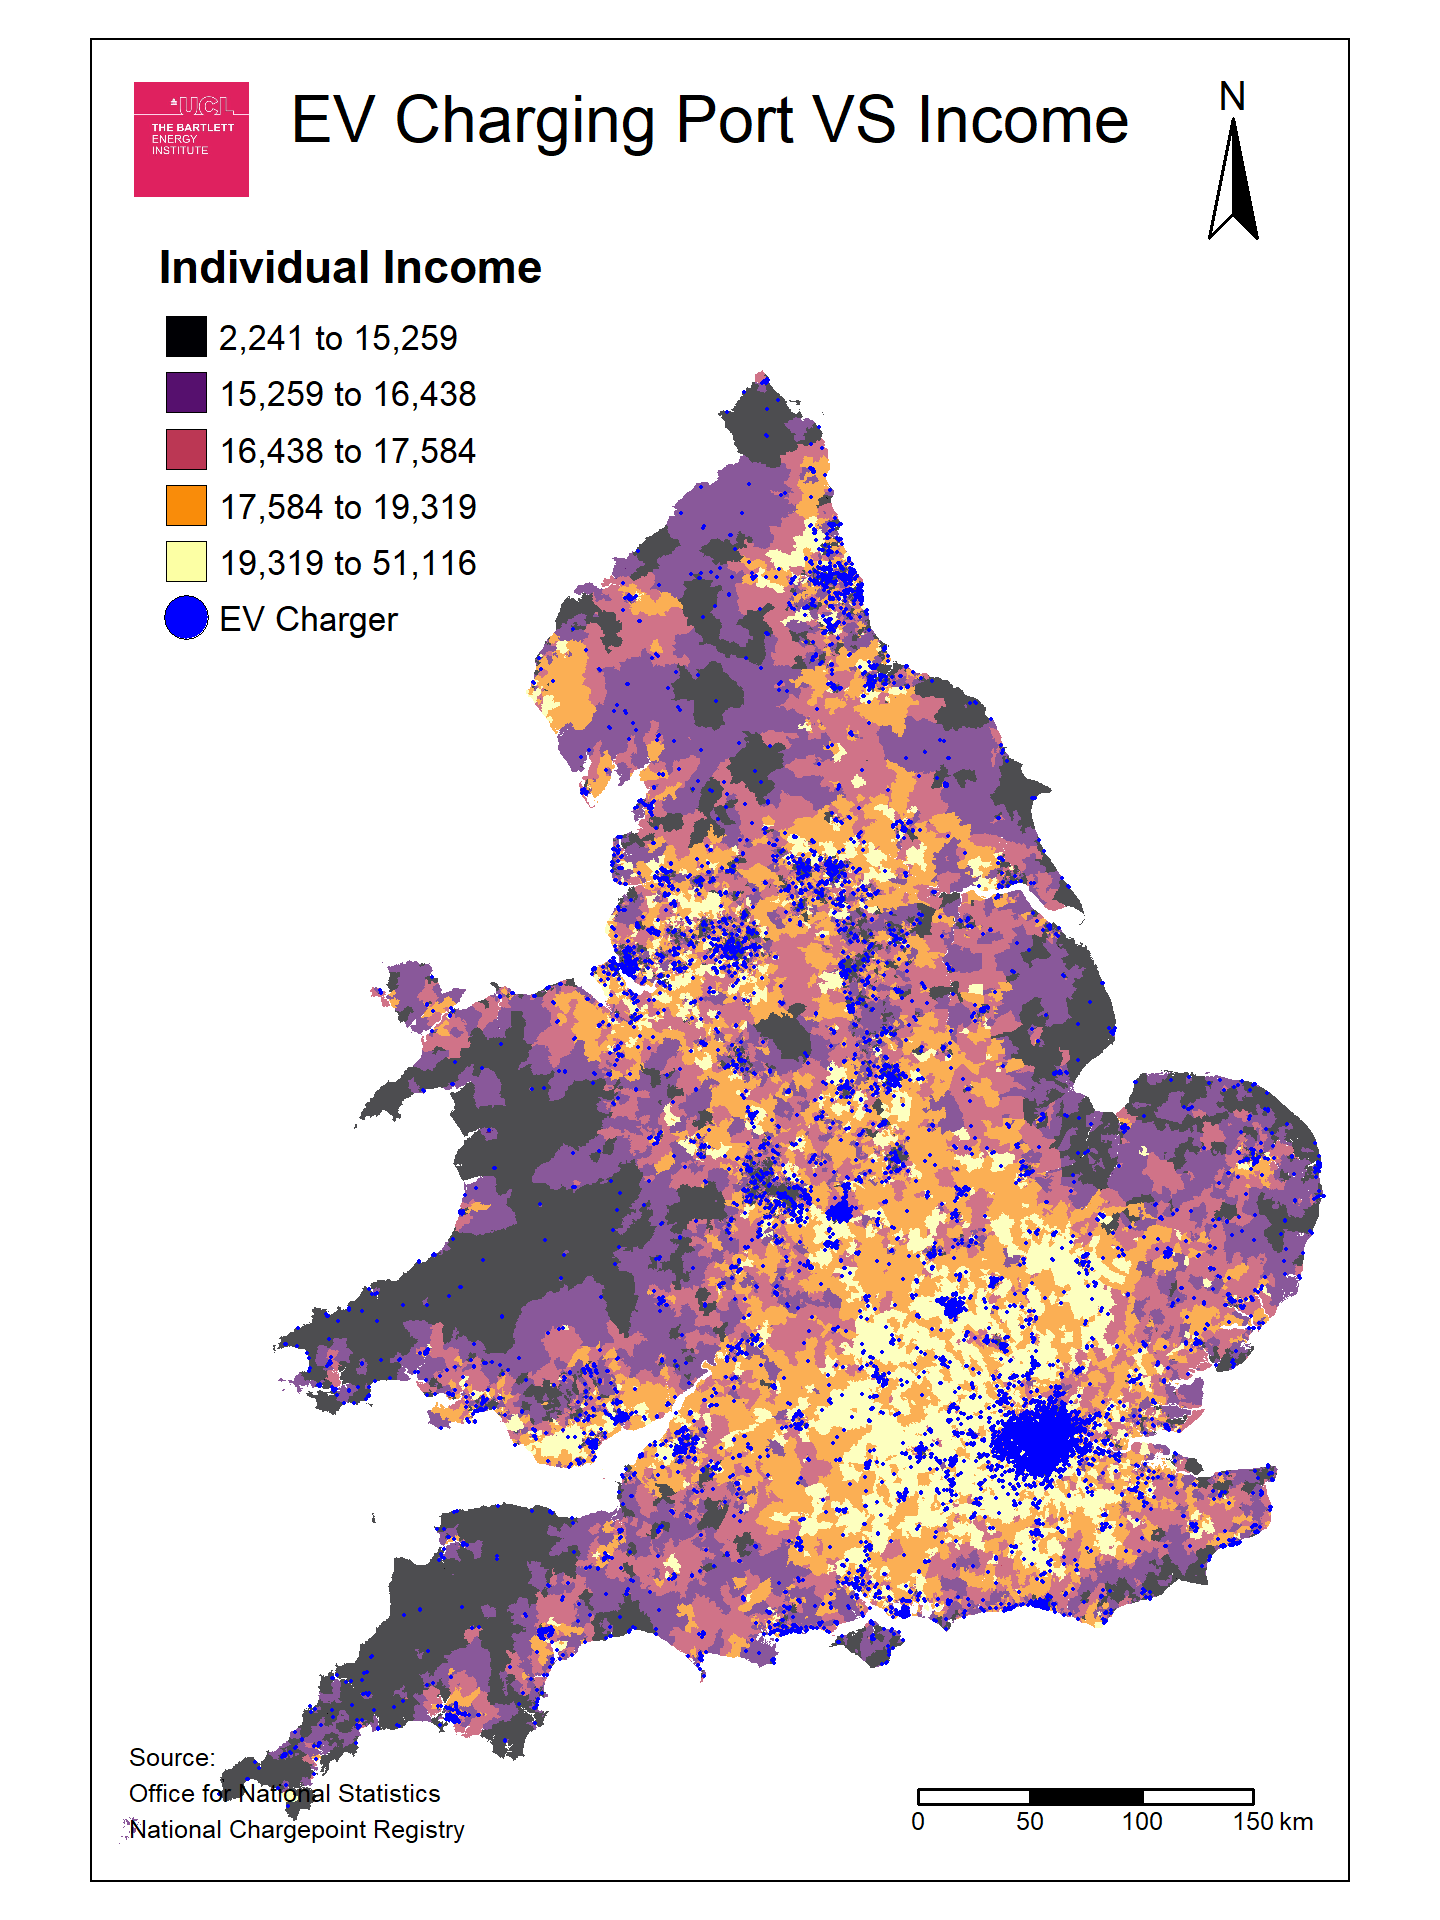 UCL
THE BARTLETT
ENERGY
INSTITUTE
EV Charging Port VS Income
N
Individual Income
2,241 to 15,259
15,259 to 16,438
16,438 to 17,584
17,584 to 19,319
19,319 to 51,116
EV Charger
Source:
Office for National Statistics
National Chargepoint Registry
0 50 100 150 km